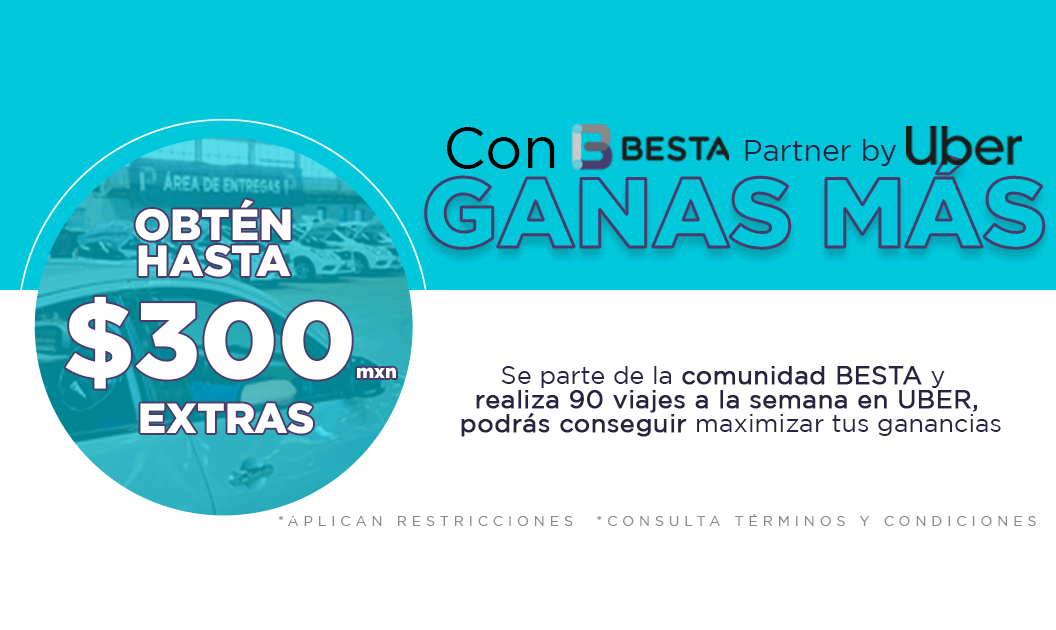 Con BESTA Partner by Uber
GANAS MÁS
ÁREA DE ENTREGAS
OBTÉN
HASTA
$300 mxn
EXTRAS
Se parte de la comunidad BESTA y
realiza 90 viajes a la semana en UBER,
podrás conseguir maximizar tus ganancias
*APLICAN RESTRICCIONES *CONSULTA TÉRMINOS Y CONDICIONES